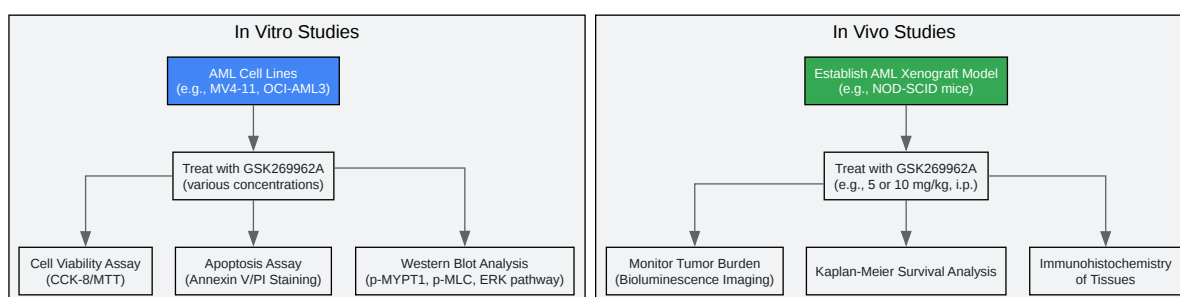 In Vitro Studies
AML Cell Lines
(e.g., MV4-11, OCI-AML3)
Treat with GSK269962A
(various concentrations)
Cell Viability Assay
(CCK-8/MTT)
Apoptosis Assay
(Annexin V/PI Staining)
Western Blot Analysis
(p-MYPT1, p-MLC, ERK pathway)
In Vivo Studies
Establish AML Xenograft Model
(e.g., NOD-SCID mice)
Treat with GSK269962A
(e.g., 5 or 10 mg/kg, i.p.)
Monitor Tumor Burden
(Bioluminescence Imaging)
Kaplan-Meier Survival Analysis
Immunohistochemistry
of Tissues